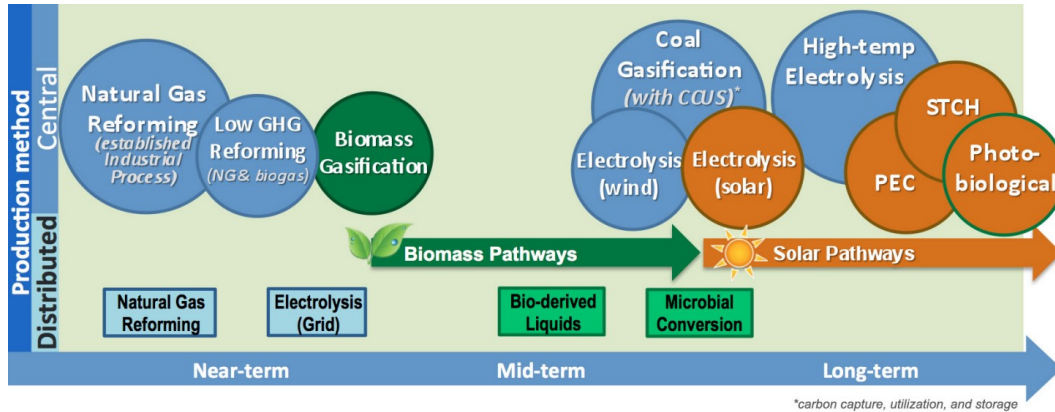 Production method
Central
Distributed
Natural Gas
Reforming
(established
Industrial
Process)
Low GHG
Reforming
(NG& biogas)
Biomass
Gasification
Coal
Gasification
(with CCUS)*
Electrolysis
(wind)
Electrolysis
(solar)
High-temp
Electrolysis
STCH
PEC
Photo-
biological
Biomass Pathways
Solar Pathways
Natural Gas
Reforming
Electrolysis
(Grid)
Bio-derived
Liquids
Microbial
Conversion
Near-term
Mid-term
Long-term
*carbon capture, utilization, and storage